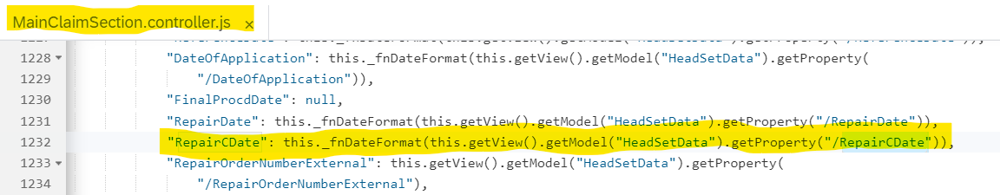 MainClaimSection.controller.js ×
1228 "DateOfApplication": this._fnDateFormat(this.getView().getModel("HeadSetData").getProperty(
1229 "/DateOfApplication")),
1230 "FinalProcdDate": null,
1231 "RepairDate": this._fnDateFormat(this.getView().getModel("HeadSetData").getProperty("/RepairDate")),
1232 "RepairCDate": this._fnDateFormat(this.getView().getModel("HeadSetData").getProperty("/RepairCDate")),
1233 "RepairOrderNumberExternal": this.getView().getModel("HeadSetData").getProperty(
1234 "/RepairOrderNumberExternal"),